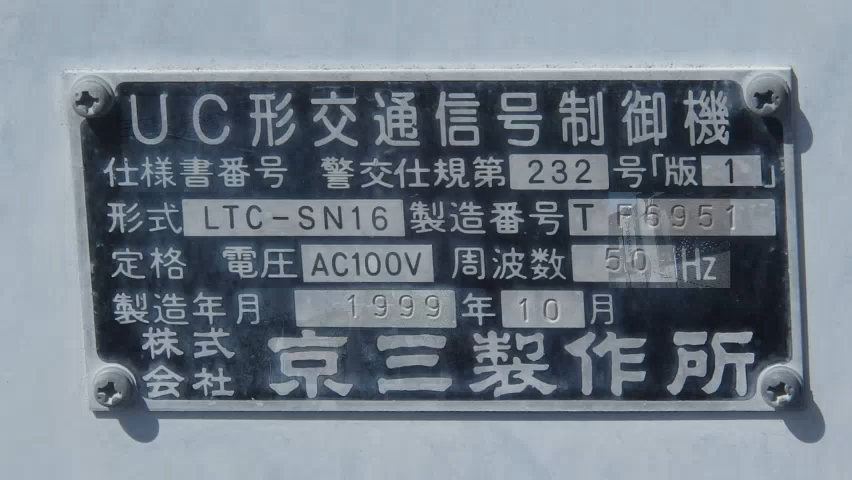 UC形交通信号制御機
仕様書番号 警交仕規第 232 号「版 1」
形式 LTC-SN16 製造番号 T P6951
定格 電圧 AC100V 周波数 50 Hz
製造年月 1999 年 10 月
株式会社 京三製作所